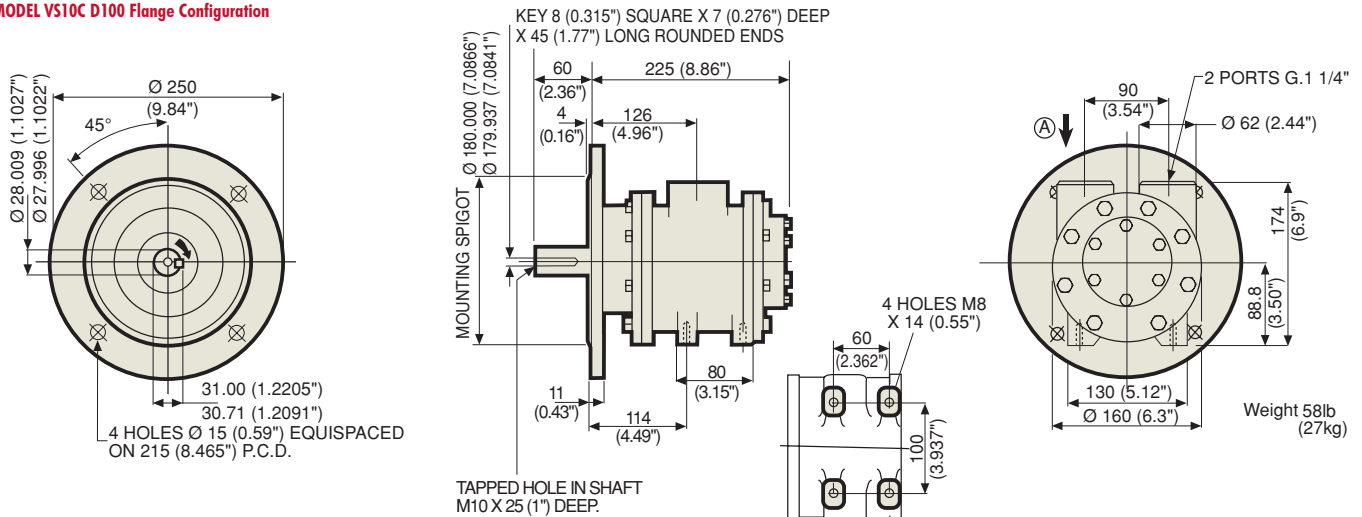 MODEL VS10C D100 Flange Configuration
KEY 8 (0.315") SQUARE X 7 (0.276") DEEP
X 45 (1.77") LONG ROUNDED ENDS
Ø 28.009 (1.1027")
Ø 27.996 (1.1022")
Ø 250
(9.84")
45°
31.00 (1.2205")
30.71 (1.2091")
4 HOLES Ø 15 (0.59") EQUISPACED
ON 215 (8.465") P.C.D.
MOUNTING SPIGOT
Ø 180.000 (7.0866")
Ø 179.937 (7.0841")
60
(2.36")
225 (8.86")
4
(0.16")
126
(4.96")
11
(0.43")
80
(3.15")
114
(4.49")
TAPPED HOLE IN SHAFT
M10 X 25 (1") DEEP.
4 HOLES M8
X 14 (0.55")
60
(2.362")
100
(3.937")
2 PORTS G.1 1/4"
90
(3.54")
A
Ø 62 (2.44")
174
(6.9")
88.8
(3.50")
130 (5.12")
Ø 160 (6.3")
Weight 58lb
(27kg)